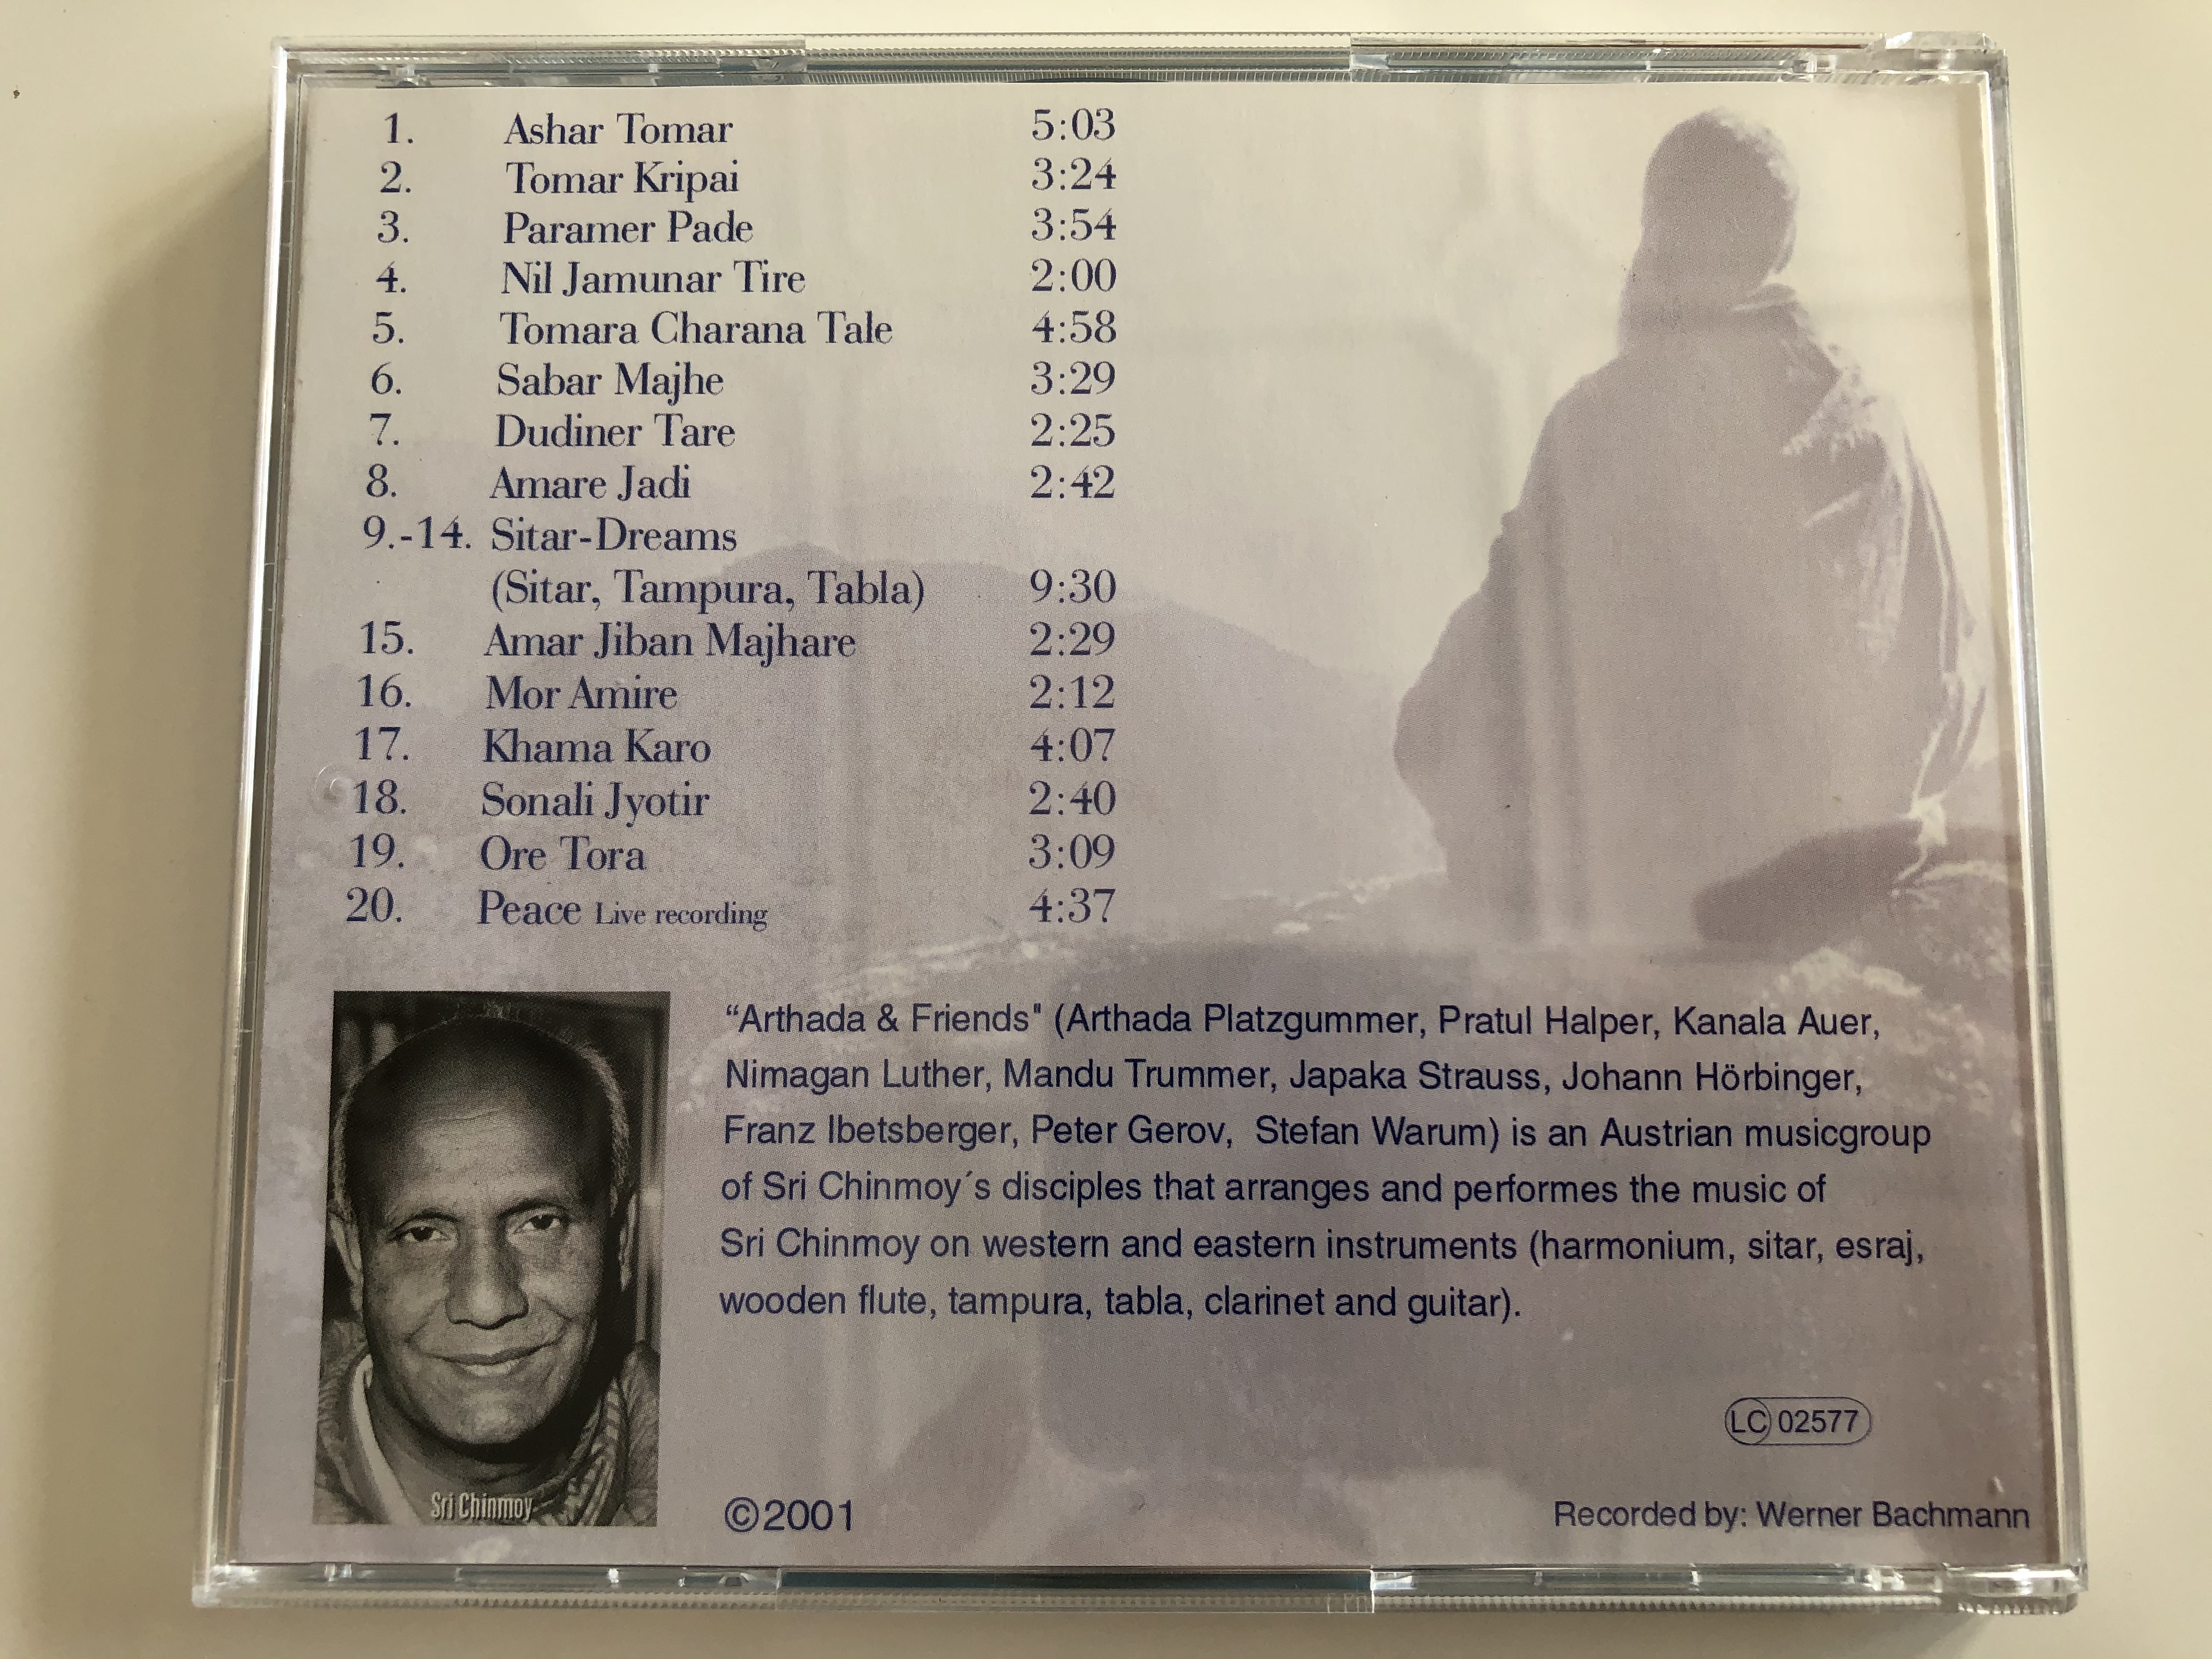 1. Ashar Tomar 5:03
2. Tomar Kripai 3:24
3. Paramer Pade 3:54
4. Nil Jamunar Tire 2:00
5. Tomara Charana Tale 4:58
6. Sabar Majhe 3:29
7. Dudiner Tare 2:25
8. Amare Jadi 2:42
9.-14. Sitar-Dreams
(Sitar, Tampura, Tabla) 9:30
15. Amar Jiban Majhare 2:29
16. Mor Amire 2:12
17. Khama Karo 4:07
18. Sonali Jyotir 2:40
19. Ore Tora 3:09
20. Peace Live recording 4:37
“Arthada & Friends" (Arthada Platzgummer, Pratul Halper, Kanala Auer,
Nimagan Luther, Mandu Trummer, Japaka Strauss, Johann Hörbinger,
Franz Ibetsberger, Peter Gerov, Stefan Warum) is an Austrian musicgroup
of Sri Chinmoy´s disciples that arranges and performes the music of
Sri Chinmoy on western and eastern instruments (harmonium, sitar, esraj,
wooden flute, tampura, tabla, clarinet and guitar).
LC 02577
Sri Chinmoy
©2001
Recorded by: Werner Bachmann